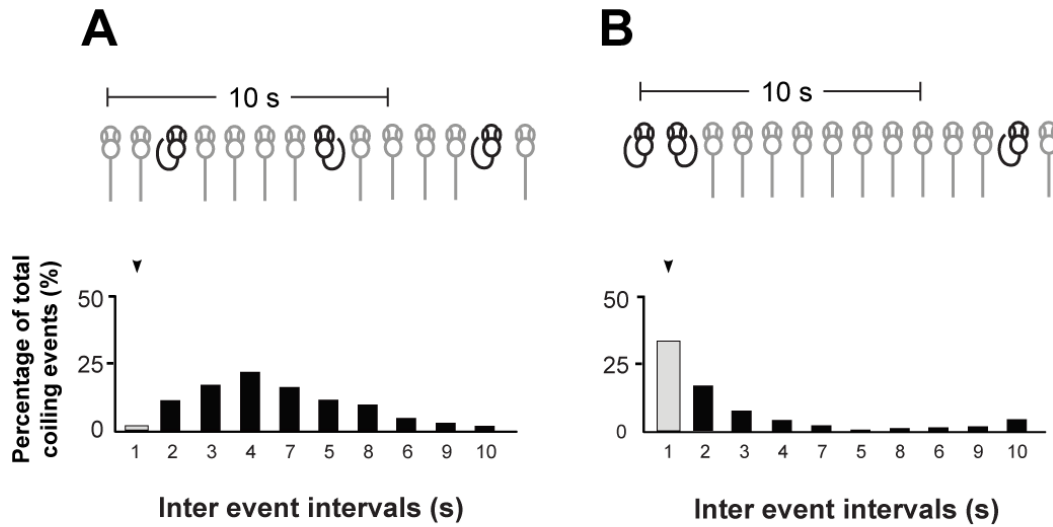 A
B
10 s
10 s
Percentage of total
coiling events (%)
50
25
0
1 2 3 4 7 5 8 6 9 10
Inter event intervals (s)
50
25
0
1 2 3 4 7 5 8 6 9 10
Inter event intervals (s)